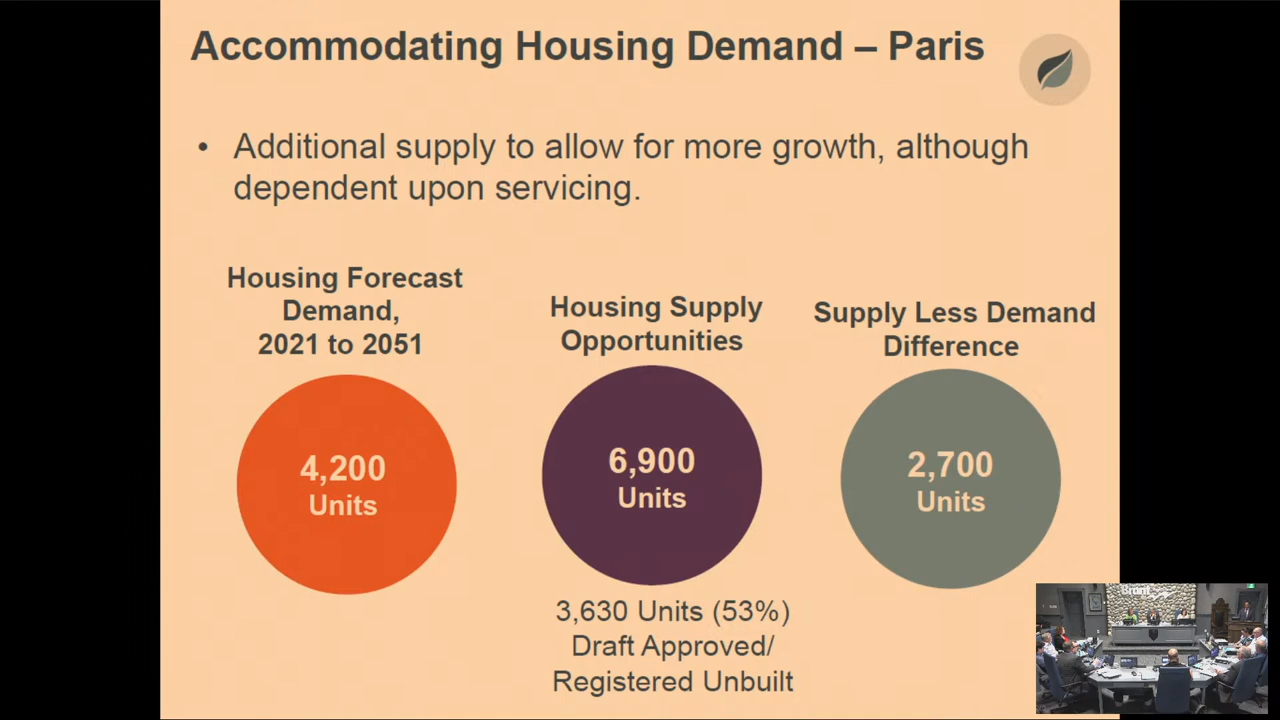 Accommodating Housing Demand – Paris
• Additional supply to allow for more growth, although
dependent upon servicing.
Housing Forecast
Demand,
2021 to 2051
4,200
Units
Housing Supply
Opportunities
6,900
Units
3,630 Units (53%)
Draft Approved/
Registered Unbuilt
Supply Less Demand
Difference
2,700
Units
Brant